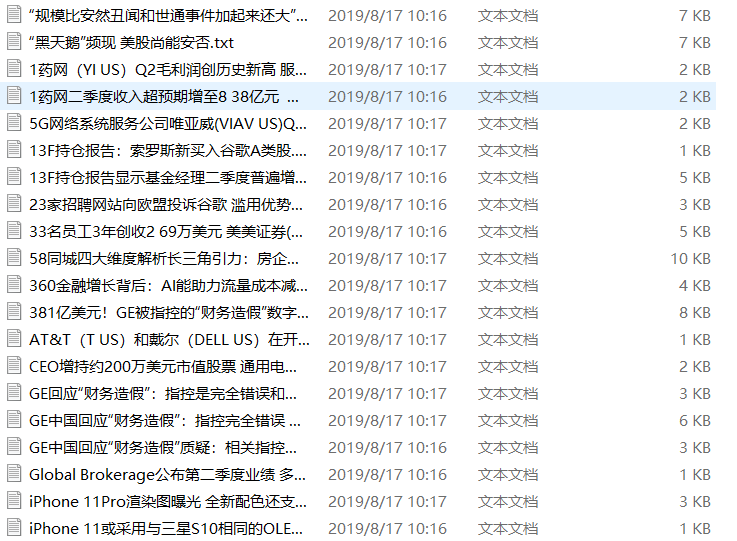 “规模比安然丑闻和世通事件加起来还大”... 2019/8/17 10:16 文本文档 7 KB
“黑天鹅”频现 美股尚能安否.txt 2019/8/17 10:16 文本文档 7 KB
1药网（YI US）Q2毛利润创历史新高 服... 2019/8/17 10:17 文本文档 2 KB
1药网二季度收入超预期增至8 38亿元 ... 2019/8/17 10:16 文本文档 2 KB
5G网络系统服务公司唯亚威(VIAV US)Q... 2019/8/17 10:17 文本文档 2 KB
13F持仓报告：索罗斯新买入谷歌A类股.... 2019/8/17 10:17 文本文档 1 KB
13F持仓报告显示基金经理二季度普遍增... 2019/8/17 10:16 文本文档 5 KB
23家招聘网站向欧盟投诉谷歌 滥用优势... 2019/8/17 10:16 文本文档 3 KB
33名员工3年创收2 69万美元 美美证券(... 2019/8/17 10:16 文本文档 5 KB
58同城四大维度解析长三角引力：房企... 2019/8/17 10:17 文本文档 10 KB
360金融增长背后：AI能助力流量成本减... 2019/8/17 10:17 文本文档 4 KB
381亿美元！GE被指控的“财务造假”数字... 2019/8/17 10:17 文本文档 8 KB
AT&T（T US）和戴尔（DELL US）在开... 2019/8/17 10:17 文本文档 1 KB
CEO增持约200万美元市值股票 通用电... 2019/8/17 10:17 文本文档 2 KB
GE回应“财务造假”：指控是完全错误和... 2019/8/17 10:17 文本文档 3 KB
GE中国回应“财务造假”：指控完全错误 ... 2019/8/17 10:17 文本文档 6 KB
GE中国回应“财务造假”质疑：相关指控... 2019/8/17 10:16 文本文档 3 KB
Global Brokerage公布第二季度业绩 多... 2019/8/17 10:16 文本文档 1 KB
iPhone 11Pro渲染图曝光 全新配色还支... 2019/8/17 10:17 文本文档 3 KB
iPhone 11或采用与三星S10相同的OLE... 2019/8/17 10:16 文本文档 1 KB